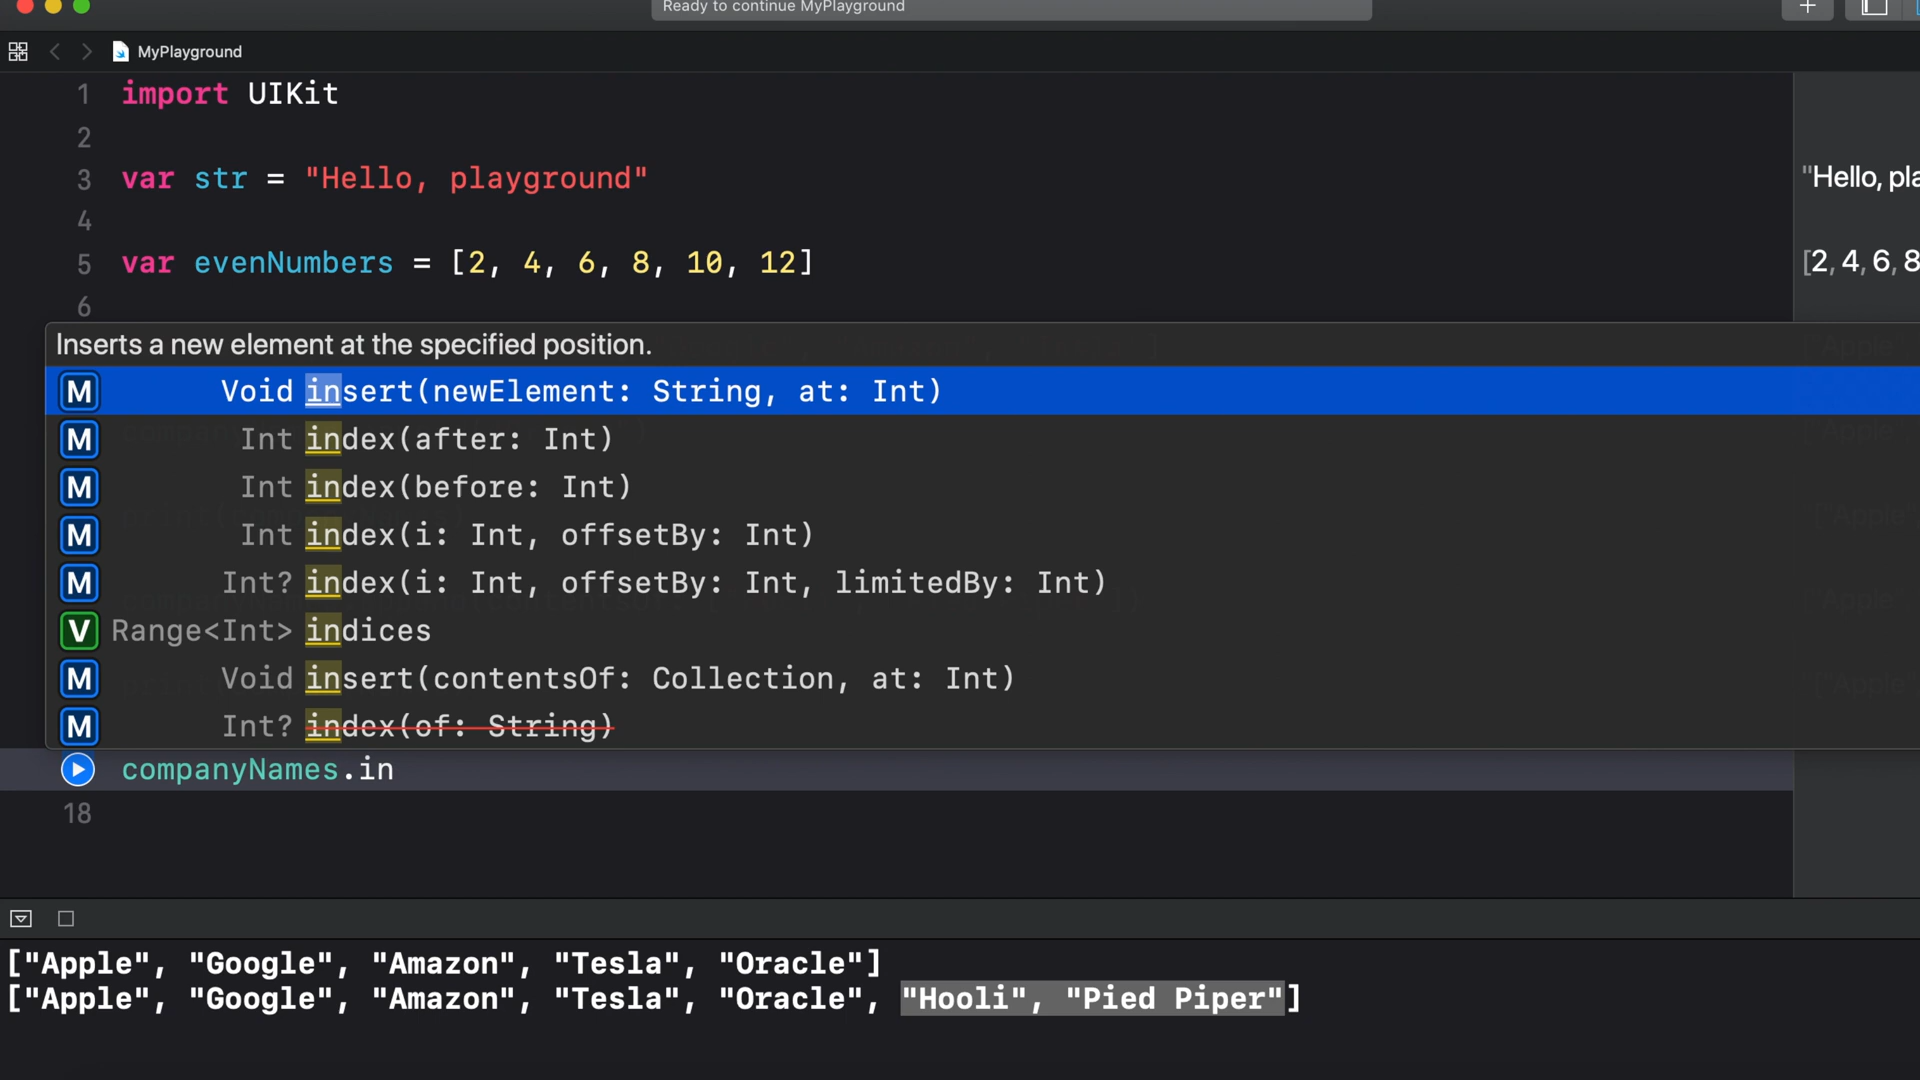 Ready to continue MyPlayground
MyPlayground
1 import UIKit
2
3 var str = "Hello, playground"
"Hello, pla
4
5 var evenNumbers = [2, 4, 6, 8, 10, 12]
[2, 4, 6, 8
6
Inserts a new element at the specified position.
M Void insert(newElement: String, at: Int)
M Int index(after: Int)
M Int index(before: Int)
M Int index(i: Int, offsetBy: Int)
M Int? index(i: Int, offsetBy: Int, limitedBy: Int)
V Range<Int> indices
M Void insert(contentsOf: Collection, at: Int)
M Int? index(of: String)
companyNames.in
18
["Apple", "Google", "Amazon", "Tesla", "Oracle"]
["Apple", "Google", "Amazon", "Tesla", "Oracle", "Hooli", "Pied Piper"]